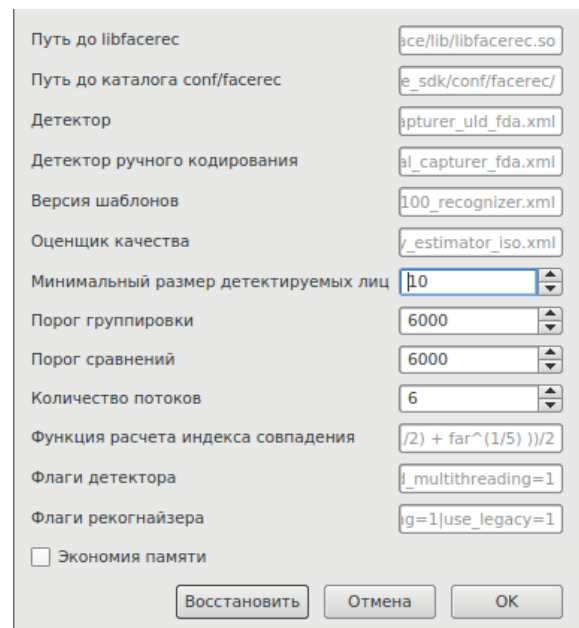 Путь до libfacerec ace/lib/libfacerec.so
Путь до каталога conf/facerec e_sdk/conf/facerec/
Детектор apturer_uld_fda.xml
Детектор ручного кодирования al_capturer_fda.xml
Версия шаблонов 100_recognizer.xml
Оценщик качества y_estimator_iso.xml
Минимальный размер детектируемых лиц 10
Порог группировки 6000
Порог сравнений 6000
Количество потоков 6
Функция расчета индекса совпадения /2) + far^(1/5) ))/2
Флаги детектора d_multithreading=1
Флаги рекогнайзера ng=1|use_legacy=1
Экономия памяти
Восстановить Отмена OK